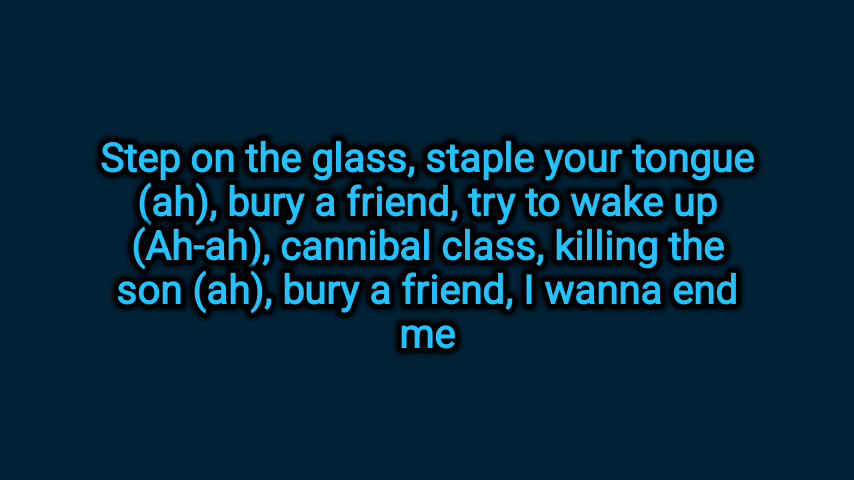 Step on the glass, staple your tongue
(ah), bury a friend, try to wake up
(Ah-ah), cannibal class, killing the
son (ah), bury a friend, I wanna end
me